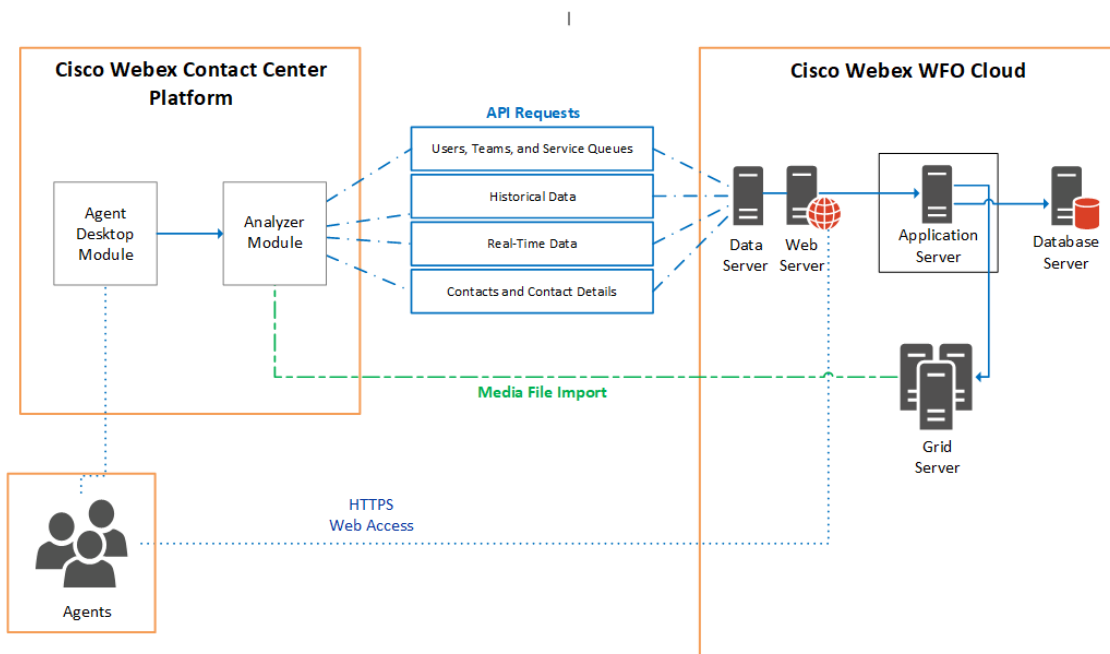 Cisco Webex Contact Center
Platform
Cisco Webex WFO Cloud
API Requests
Users, Teams, and Service Queues
Historical Data
Real-Time Data
Contacts and Contact Details
Agent
Desktop
Module
Analyzer
Module
Data
Server
Web
Server
Application
Server
Database
Server
Media File Import
Grid
Server
HTTPS
Web Access
Agents